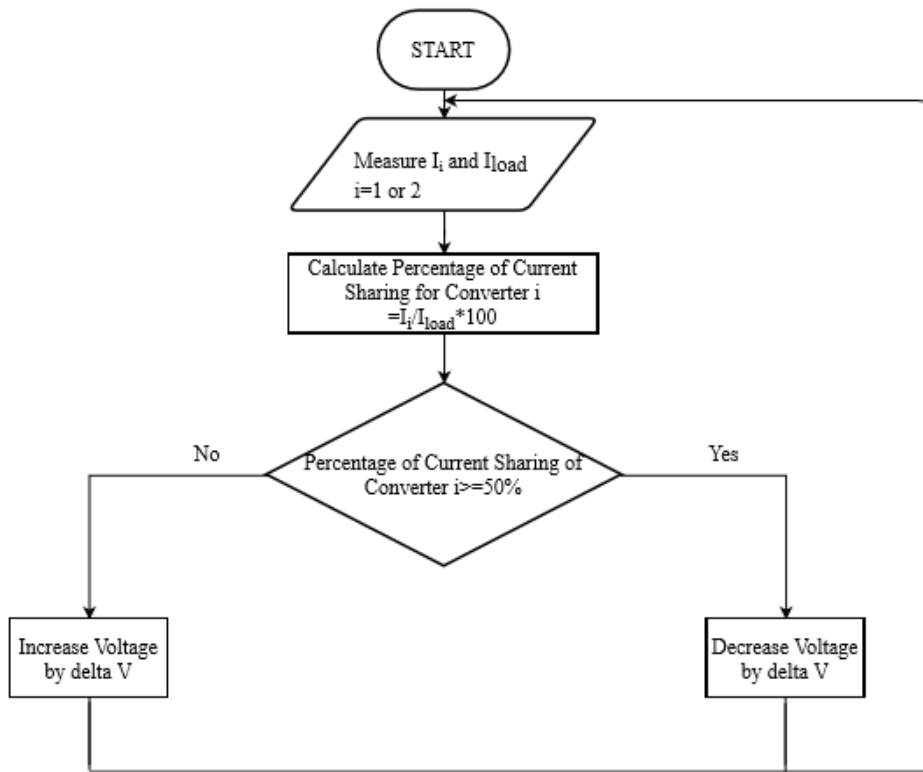 START
Measure Iᵢ and Iload
i=1 or 2
Calculate Percentage of Current
Sharing for Converter i
=Iᵢ/Iload*100
No
Yes
Percentage of Current Sharing of
Converter i>=50%
Increase Voltage
by delta V
Decrease Voltage
by delta V